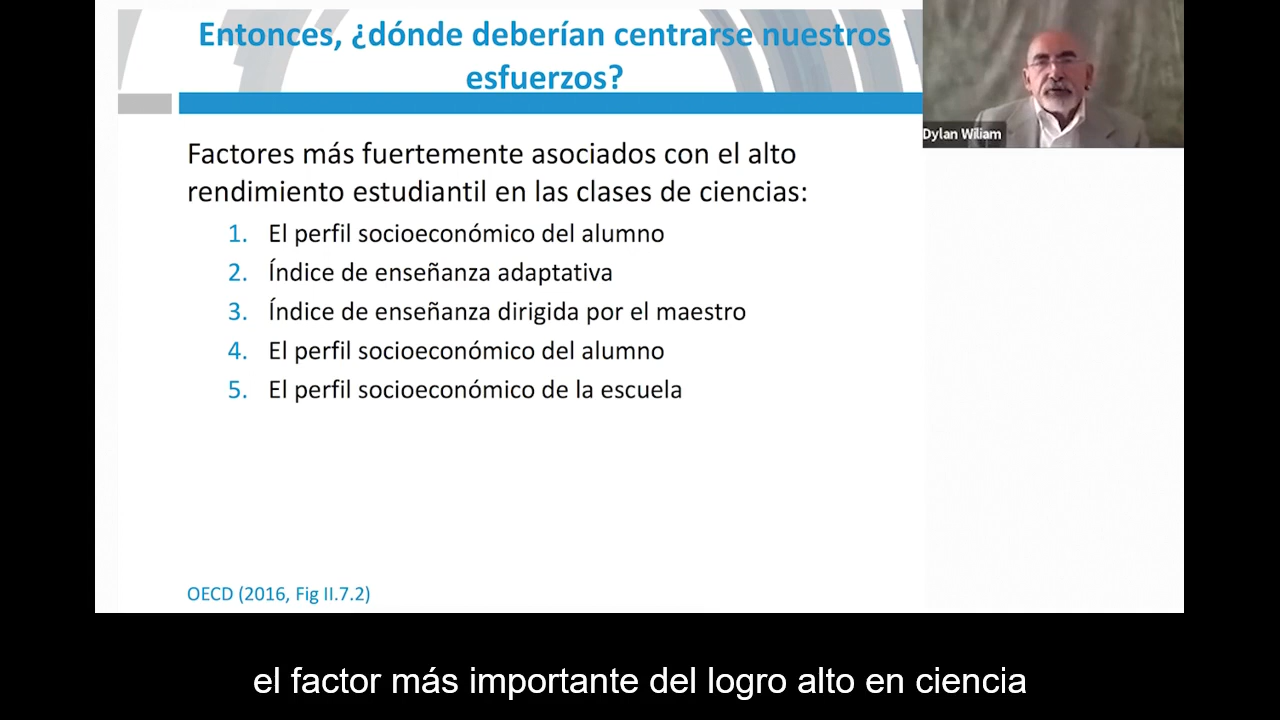 Entonces, ¿dónde deberían centrarse nuestros
esfuerzos?
Dylan Wiliam
Factores más fuertemente asociados con el alto
rendimiento estudiantil en las clases de ciencias:
1. El perfil socioeconómico del alumno
2. Índice de enseñanza adaptativa
3. Índice de enseñanza dirigida por el maestro
4. El perfil socioeconómico del alumno
5. El perfil socioeconómico de la escuela
OECD (2016, Fig II.7.2)
el factor más importante del logro alto en ciencia